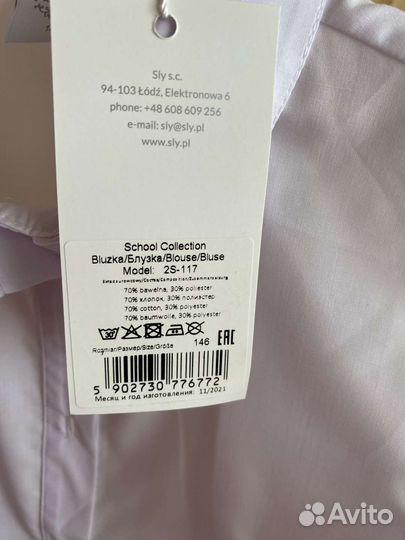 Sly s.c.
94-103 Łódź, Elektronowa 6
phone: +48 608 609 256
e-mail: sly@sly.pl
www.sly.pl
School Collection
Bluzka/Блузка/Blouse/Bluse
Model: 2S-117
70% bawełna, 30% poliester
70% хлопок, 30% полиэстер
70% cotton, 30% polyester
70% baumwolle, 30% polyester
Rozmiar/Размер/Size/Größe 146
5 902730 776772
Месяц и год изготовления: 11/2021
Avito